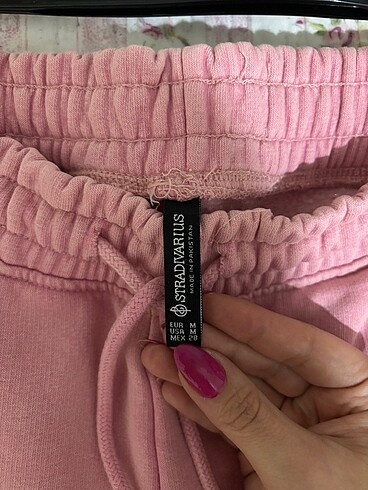 STRADIVARIUS
MADE IN PAKISTAN
EUR M
USA M
MEX 28